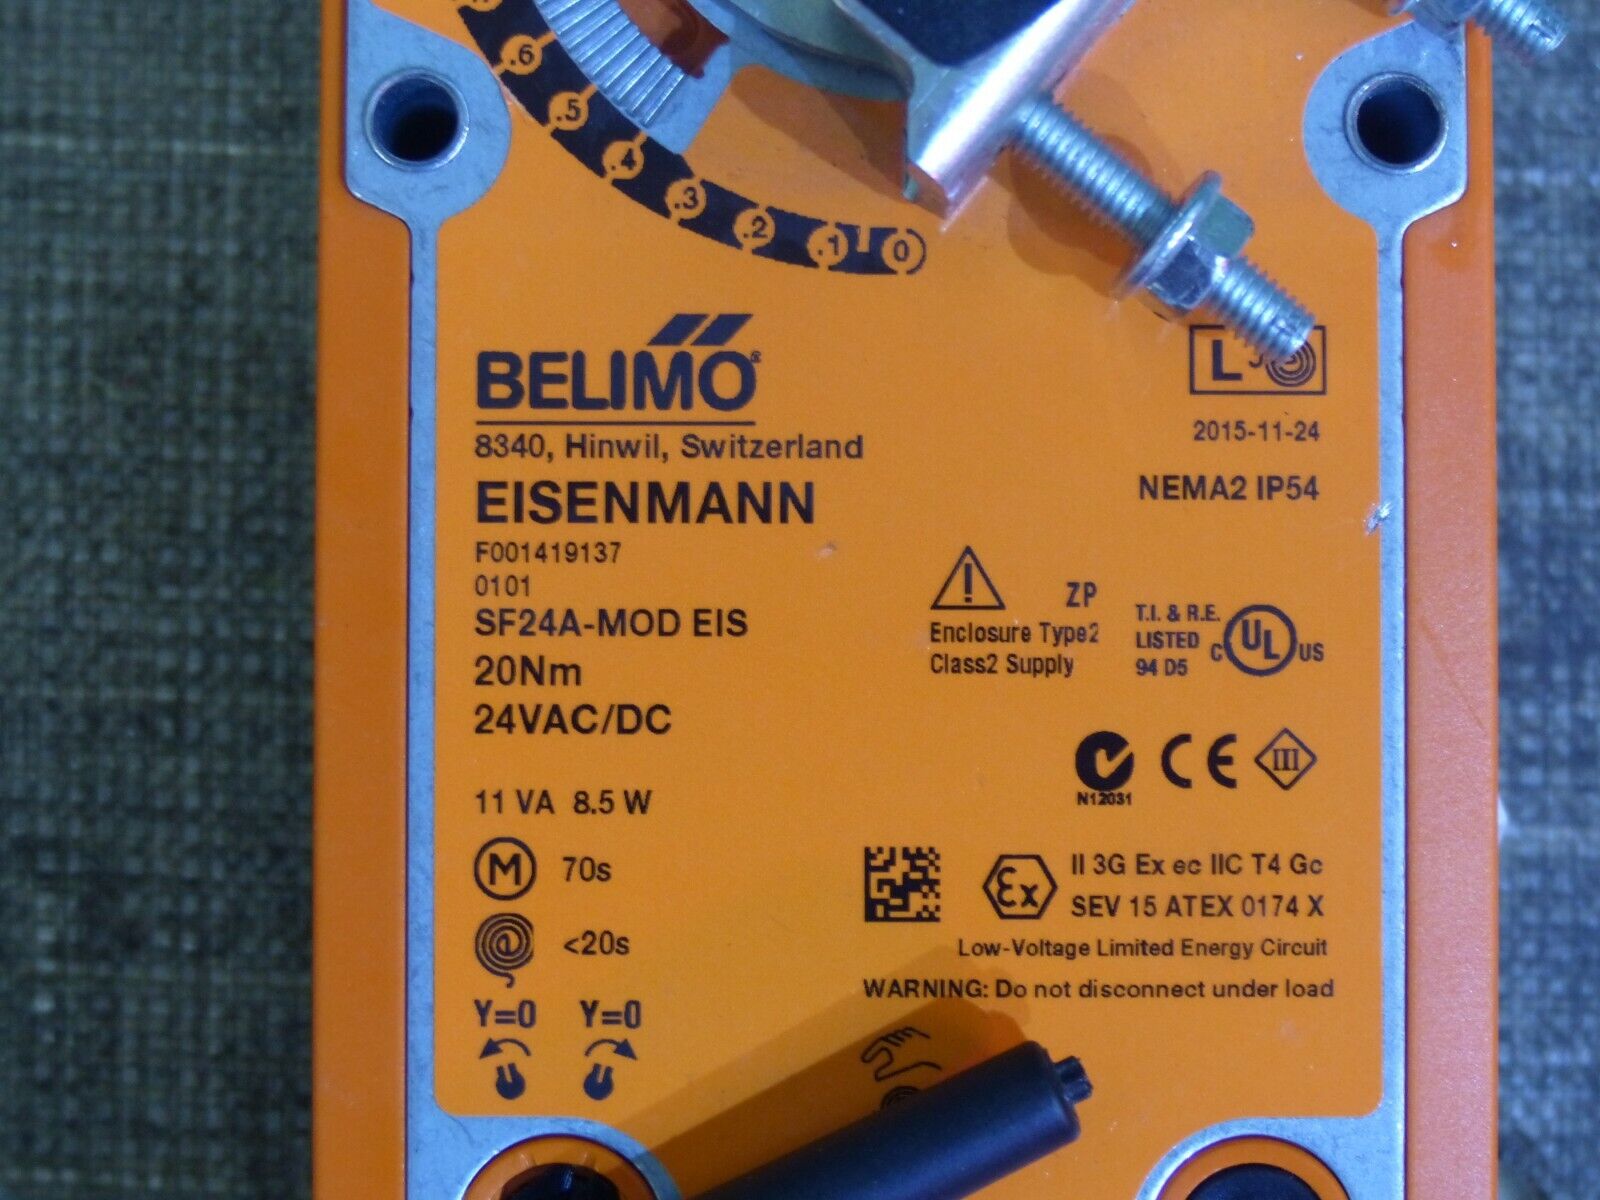 .6
.5
.4
.3
.2
.1
0
BELIMO®
8340, Hinwil, Switzerland
EISENMANN
F001419137
0101
SF24A-MOD EIS
20Nm
24VAC/DC
11 VA 8.5 W
M 70s
<20s
Y=0 Y=0
L
2015-11-24
NEMA2 IP54
ZP
Enclosure Type2
Class2 Supply
T.I. & R.E.
LISTED
94 D5
C UL US
N12031
CE
III
Ex
II 3G Ex ec IIC T4 Gc
SEV 15 ATEX 0174 X
Low-Voltage Limited Energy Circuit
WARNING: Do not disconnect under load